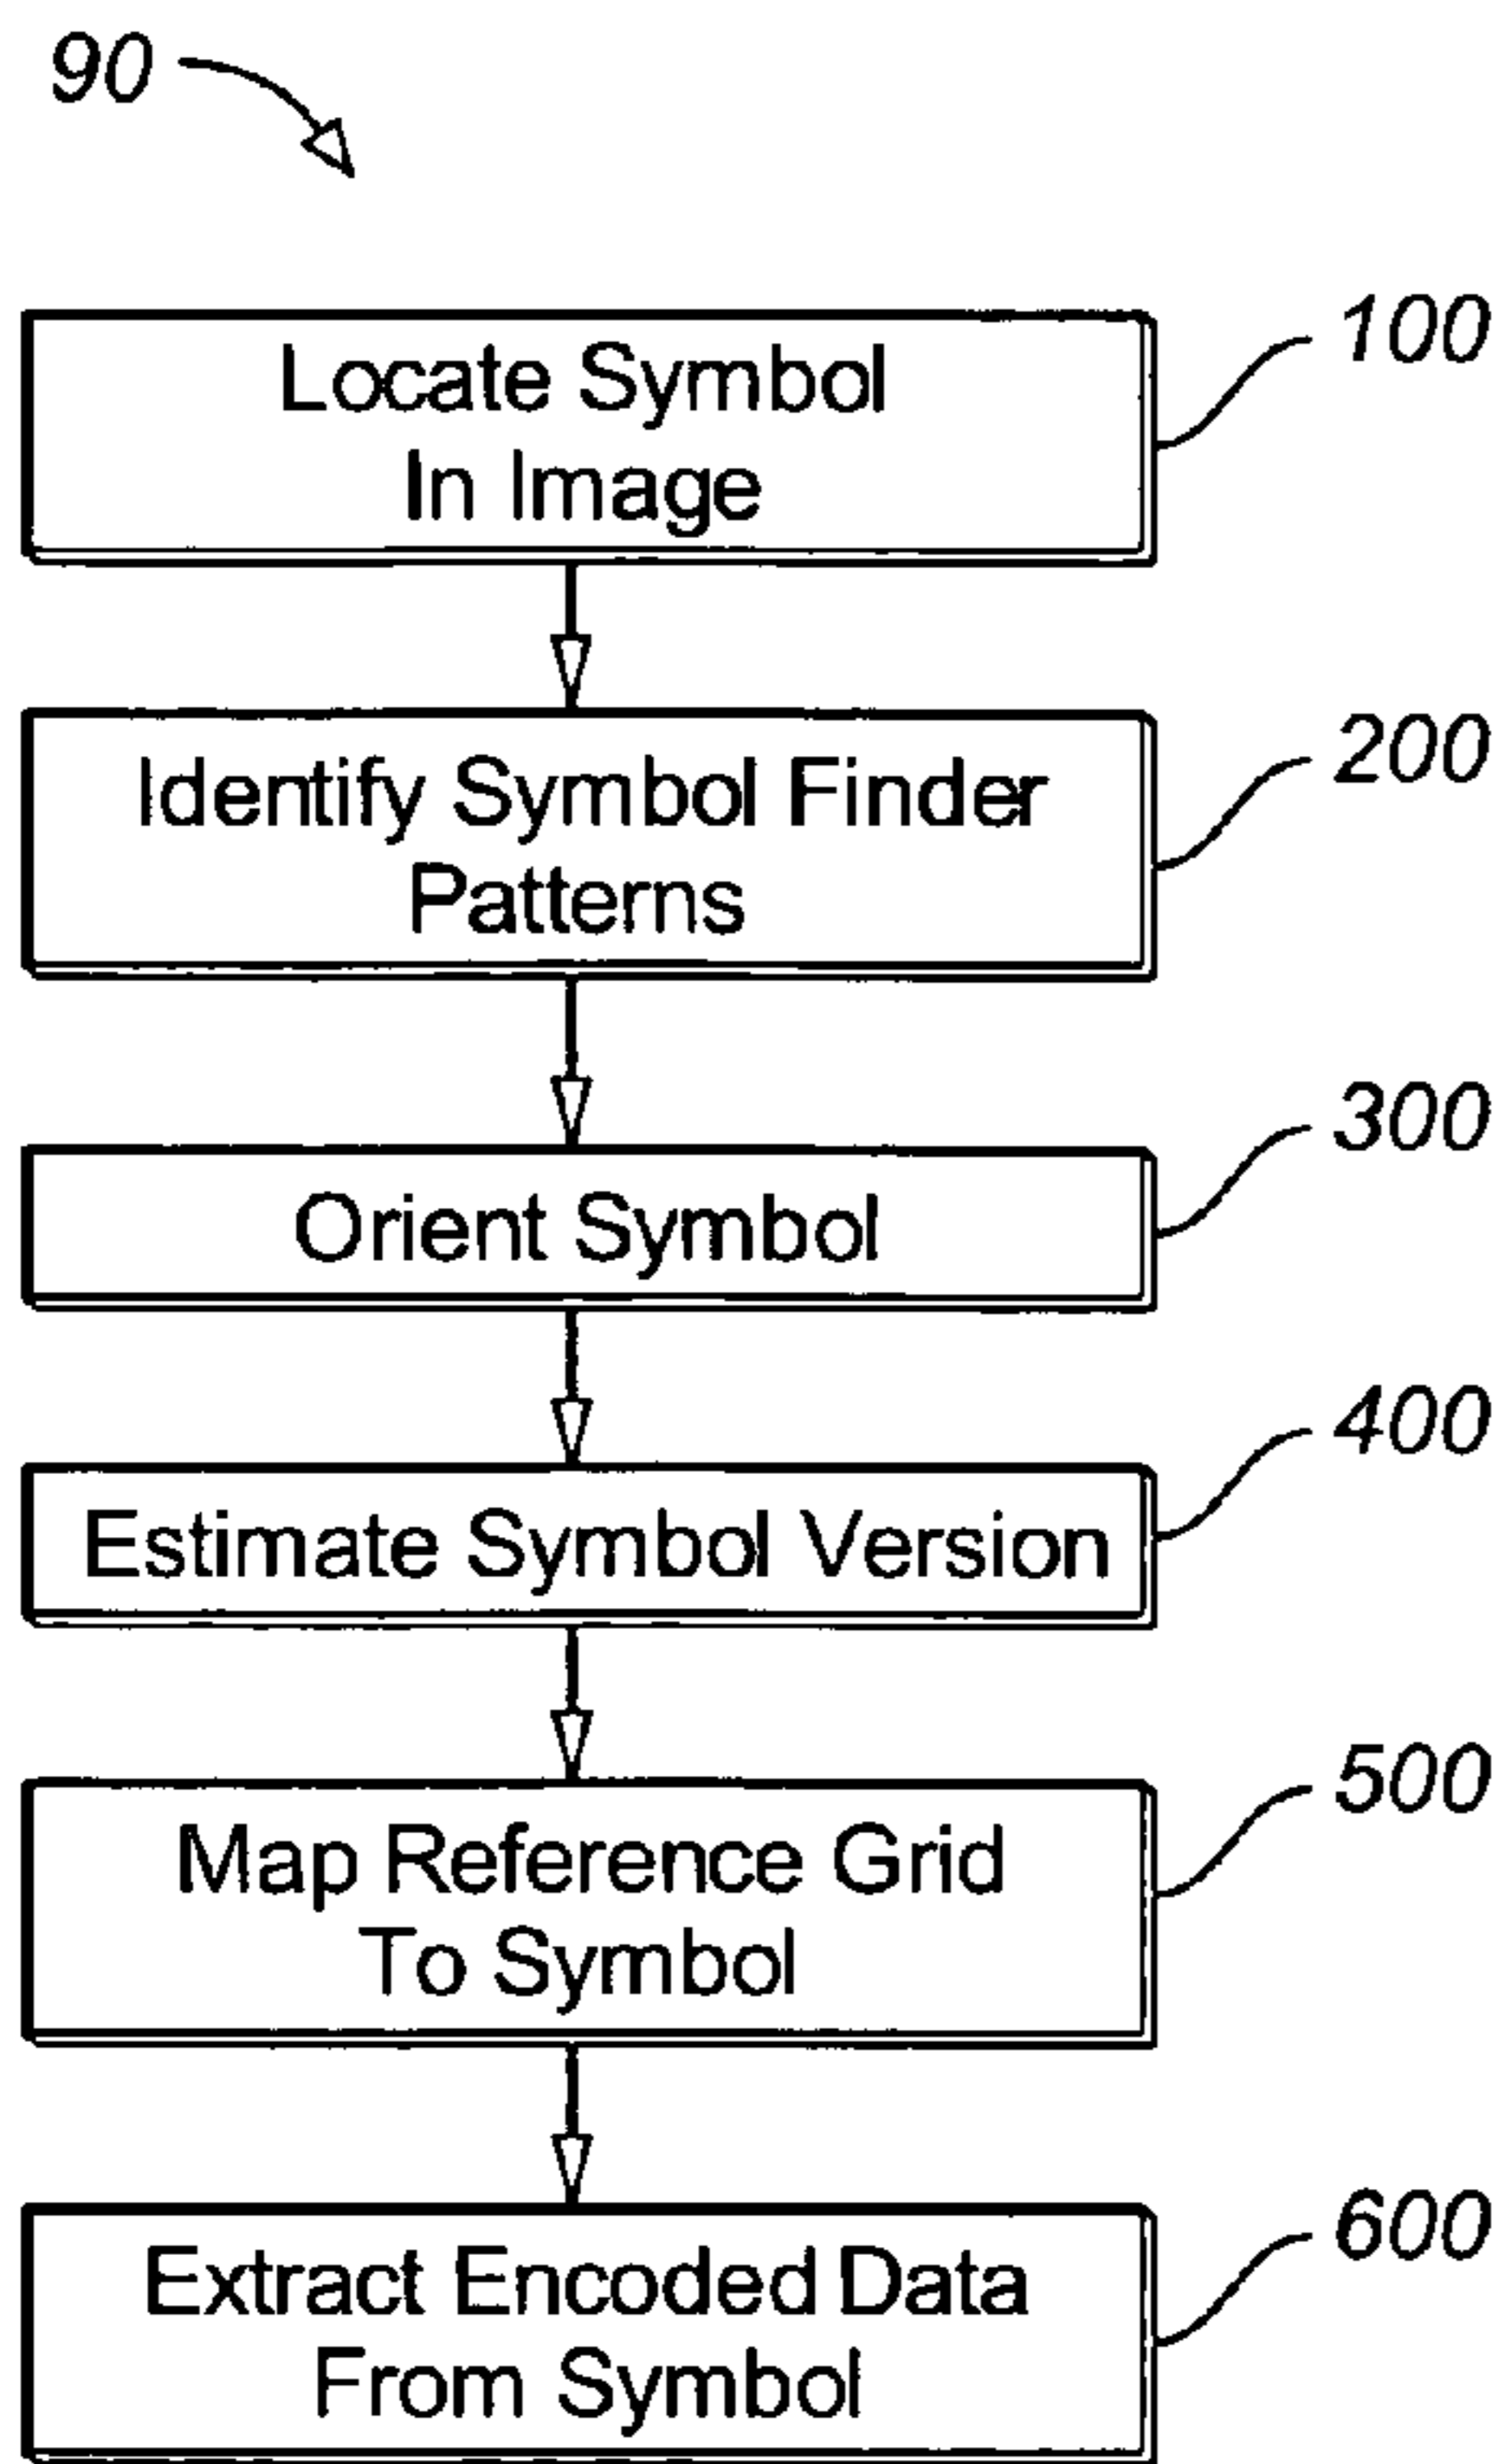 90
Locate Symbol
In Image
100
Identify Symbol Finder
Patterns
200
Orient Symbol
300
Estimate Symbol Version
400
Map Reference Grid
To Symbol
500
Extract Encoded Data
From Symbol
600